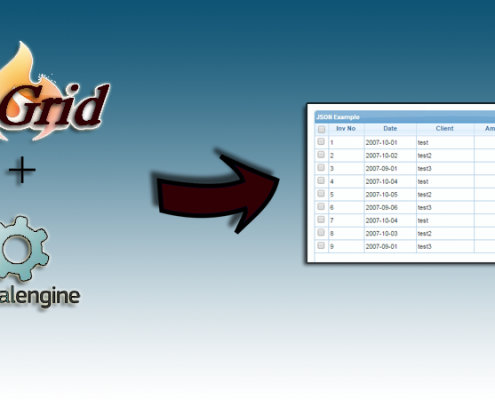 Grid
+
alengine
JSON Example
Inv No Date Client Am
1 2007-10-01 test
2 2007-10-02 test2
3 2007-09-01 test3
4 2007-10-04 test
5 2007-10-05 test2
6 2007-09-06 test3
7 2007-10-04 test
8 2007-10-03 test2
9 2007-09-01 test3